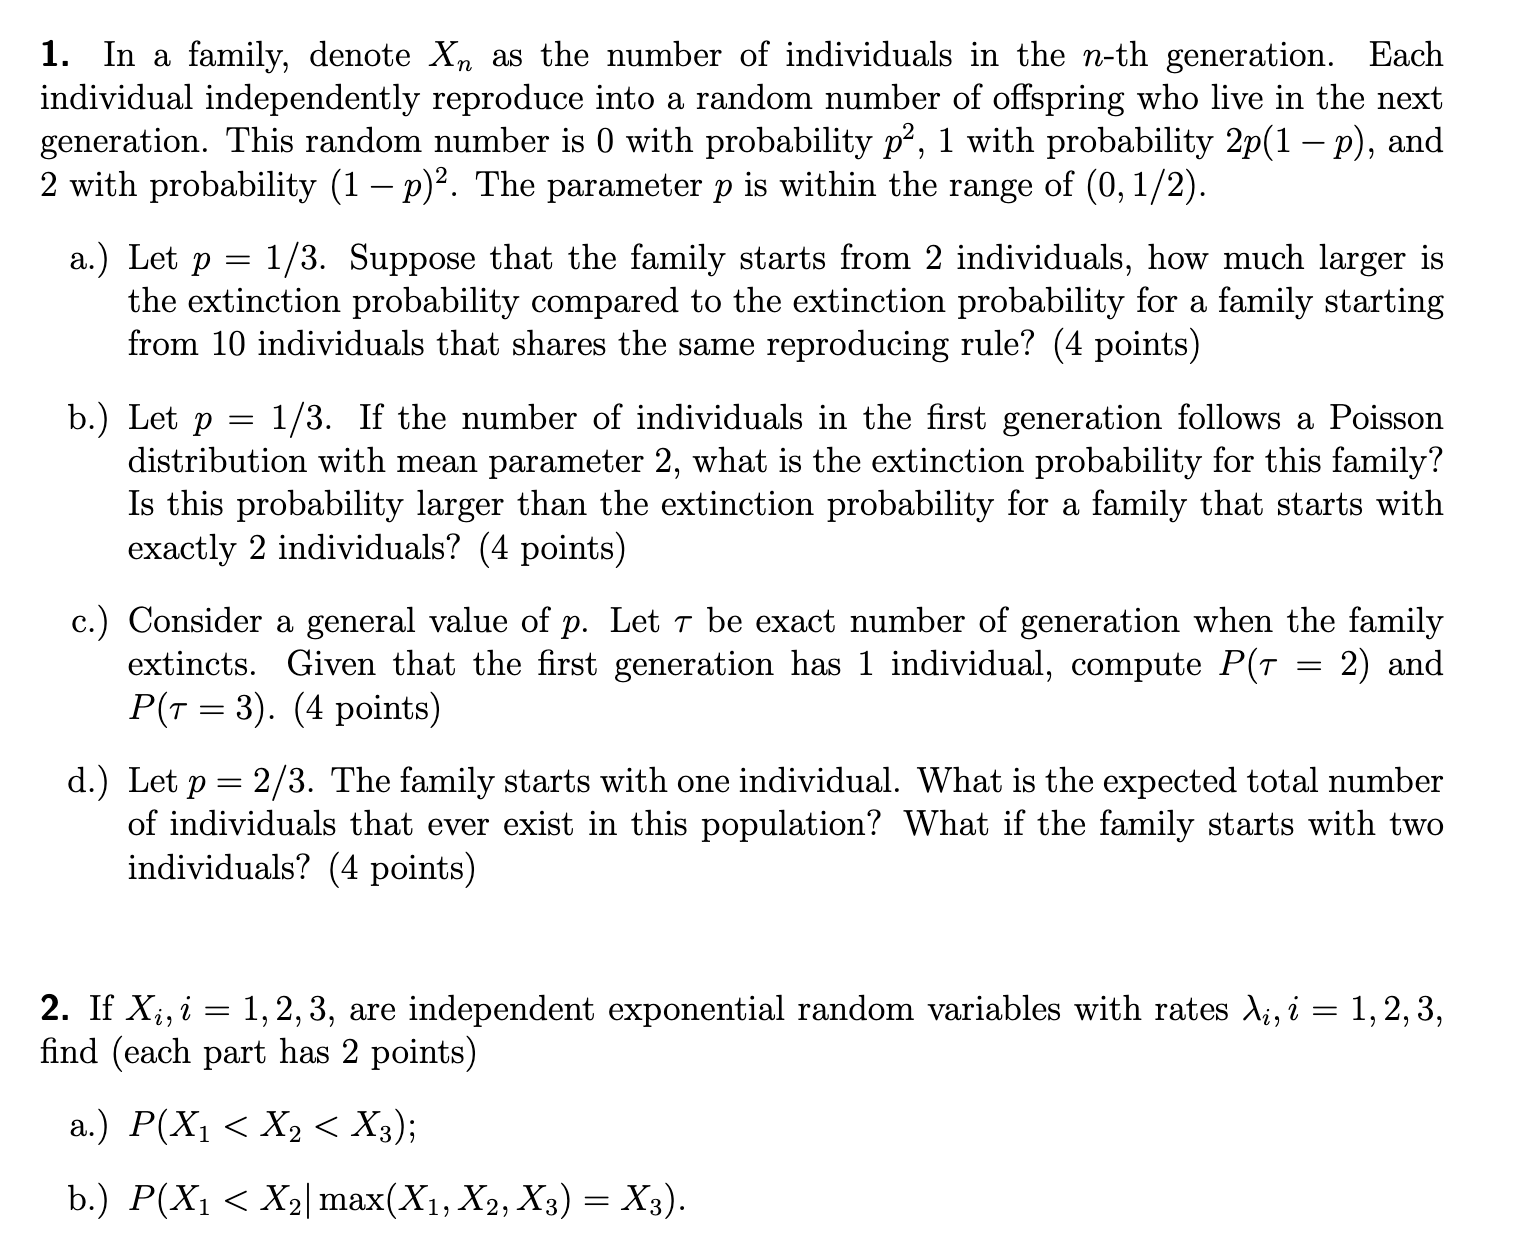 1. In a family, denote Xₙ as the number of individuals in the n-th generation. Each
individual independently reproduce into a random number of offspring who live in the next
generation. This random number is 0 with probability p², 1 with probability 2p(1 − p), and
2 with probability (1 − p)². The parameter p is within the range of (0, 1/2).
a.) Let p = 1/3. Suppose that the family starts from 2 individuals, how much larger is
the extinction probability compared to the extinction probability for a family starting
from 10 individuals that shares the same reproducing rule? (4 points)
b.) Let p = 1/3. If the number of individuals in the first generation follows a Poisson
distribution with mean parameter 2, what is the extinction probability for this family?
Is this probability larger than the extinction probability for a family that starts with
exactly 2 individuals? (4 points)
c.) Consider a general value of p. Let τ be exact number of generation when the family
extincts. Given that the first generation has 1 individual, compute P(τ = 2) and
P(τ = 3). (4 points)
d.) Let p = 2/3. The family starts with one individual. What is the expected total number
of individuals that ever exist in this population? What if the family starts with two
individuals? (4 points)
2. If Xᵢ, i = 1, 2, 3, are independent exponential random variables with rates λᵢ, i = 1, 2, 3,
find (each part has 2 points)
a.) P(X₁ < X₂ < X₃);
b.) P(X₁ < X₂| max(X₁, X₂, X₃) = X₃).